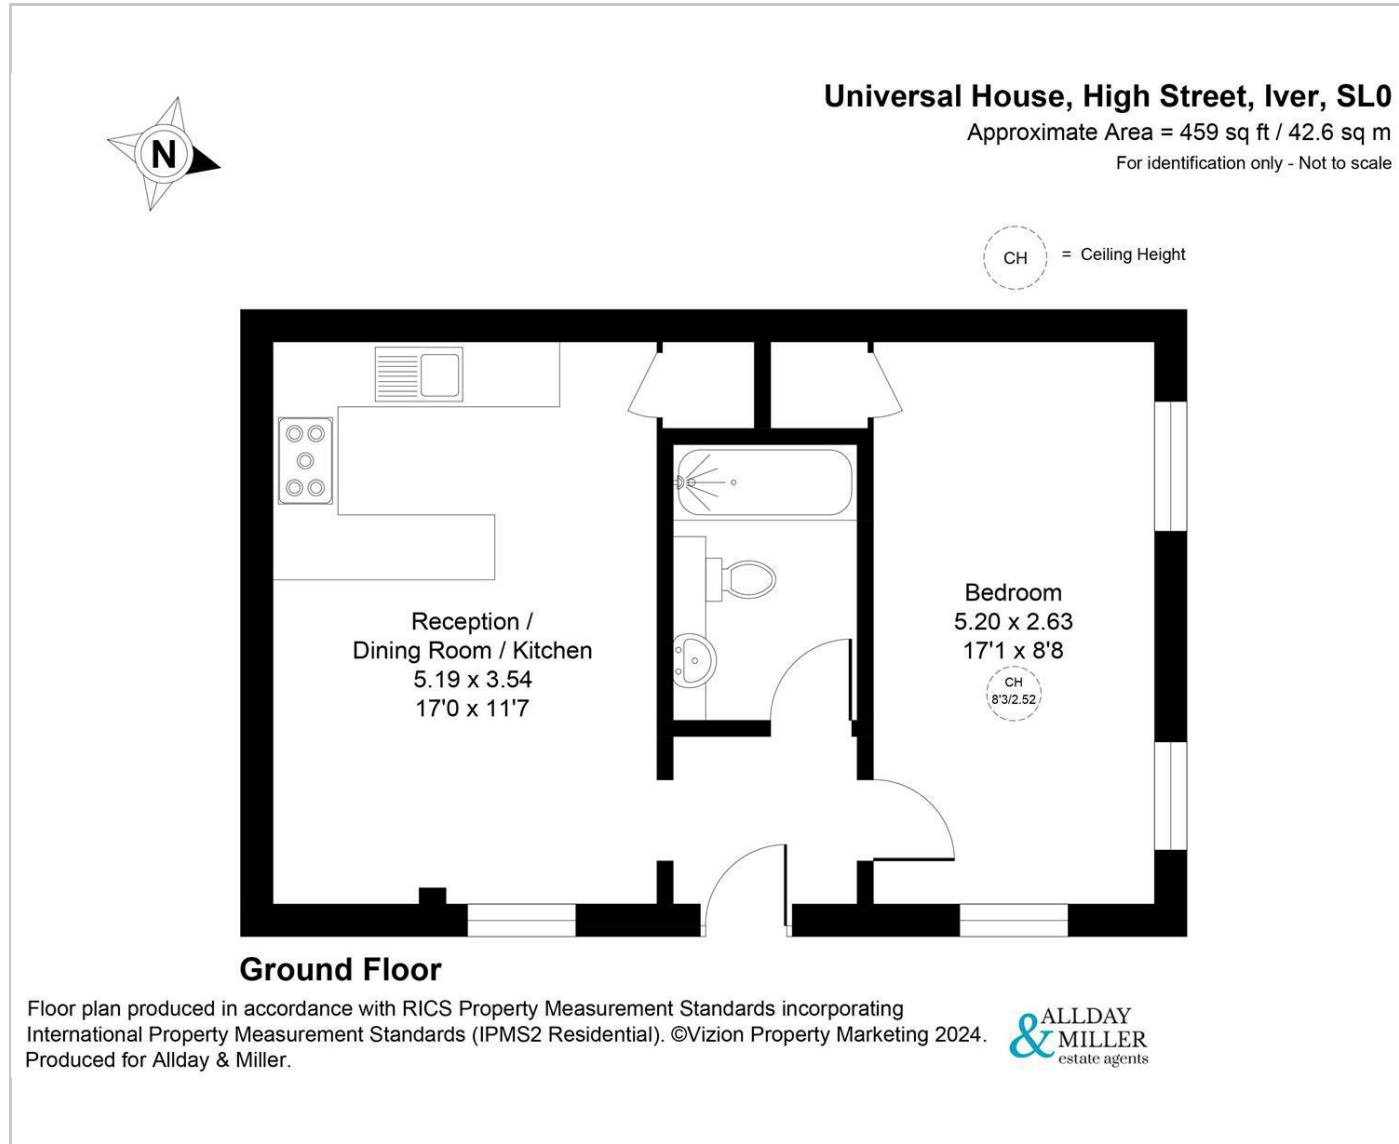 Universal House, High Street, Iver, SL0
Approximate Area = 459 sq ft / 42.6 sq m
For identification only - Not to scale
N
CH = Ceiling Height
Reception /
Dining Room / Kitchen
5.19 x 3.54
17'0 x 11'7
Bedroom
5.20 x 2.63
17'1 x 8'8
CH
8'3/2.52
Ground Floor
Floor plan produced in accordance with RICS Property Measurement Standards incorporating
International Property Measurement Standards (IPMS2 Residential). ©Vizion Property Marketing 2024.
Produced for Allday & Miller.
ALLDAY
& MILLER
estate agents